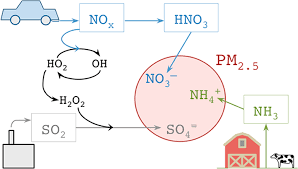 NOₓ
HNO₃
HO₂
OH
PM₂.₅
NO₃⁻
NH₄⁺
H₂O₂
NH₃
SO₂
SO₄⁼